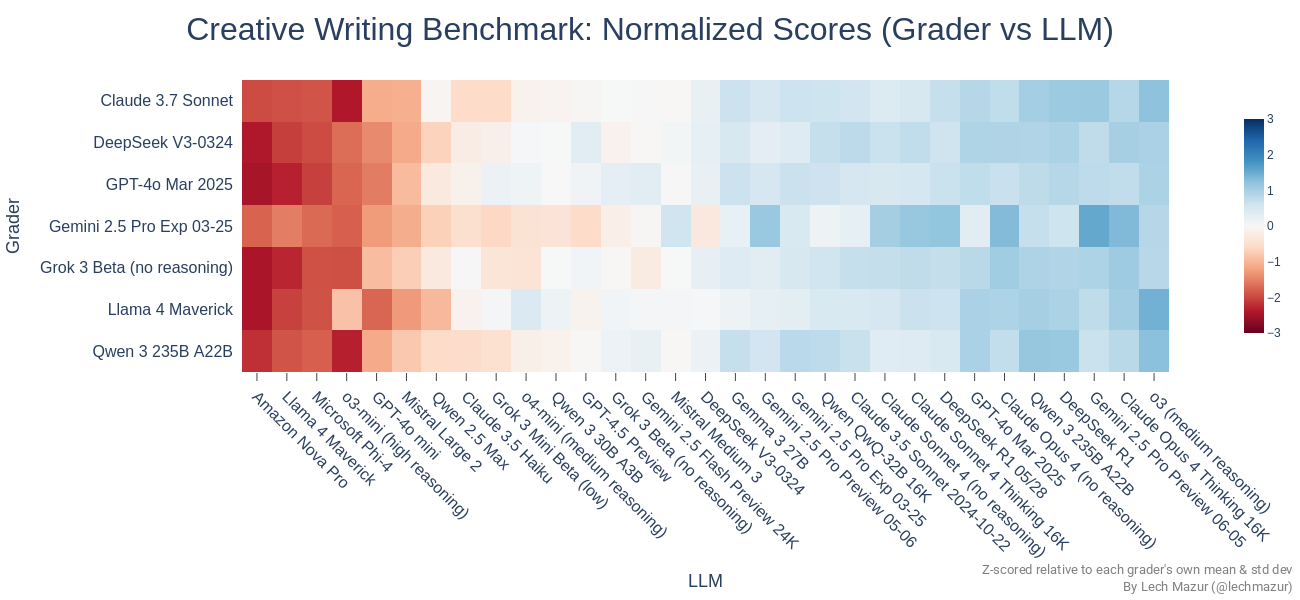 Creative Writing Benchmark: Normalized Scores (Grader vs LLM)
Grader
Claude 3.7 Sonnet
DeepSeek V3-0324
GPT-4o Mar 2025
Gemini 2.5 Pro Exp 03-25
Grok 3 Beta (no reasoning)
Llama 4 Maverick
Qwen 3 235B A22B
3
2
1
0
−1
−2
−3
Amazon Nova Pro
Llama 4 Maverick
Microsoft Phi-4
o3-mini (high reasoning)
GPT-4o mini
Mistral Large 2
Qwen 2.5 Max
Claude 3.5 Haiku
Grok 3 Mini Beta (low)
o4-mini (medium reasoning)
Qwen 3 30B A3B
GPT-4.5 Preview
Grok 3 Beta (no reasoning)
Gemini 2.5 Flash Preview 24K
Mistral Medium 3
DeepSeek V3-0324
Gemma 3 27B
Gemini 2.5 Pro Preview 05-06
Gemini 2.5 Pro Exp 03-25
Qwen QwQ-32B 16K
Claude 3.5 Sonnet 2024-10-22
Claude Sonnet 4 (no reasoning)
Claude Sonnet 4 Thinking 16K
DeepSeek R1 05/28
GPT-4o Mar 2025
Claude Opus 4 (no reasoning)
Qwen 3 235B A22B
DeepSeek R1
Gemini 2.5 Pro Preview 06-05
Claude Opus 4 Thinking 16K
o3 (medium reasoning)
LLM
Z-scored relative to each grader's own mean & std dev
By Lech Mazur (@lechmazur)